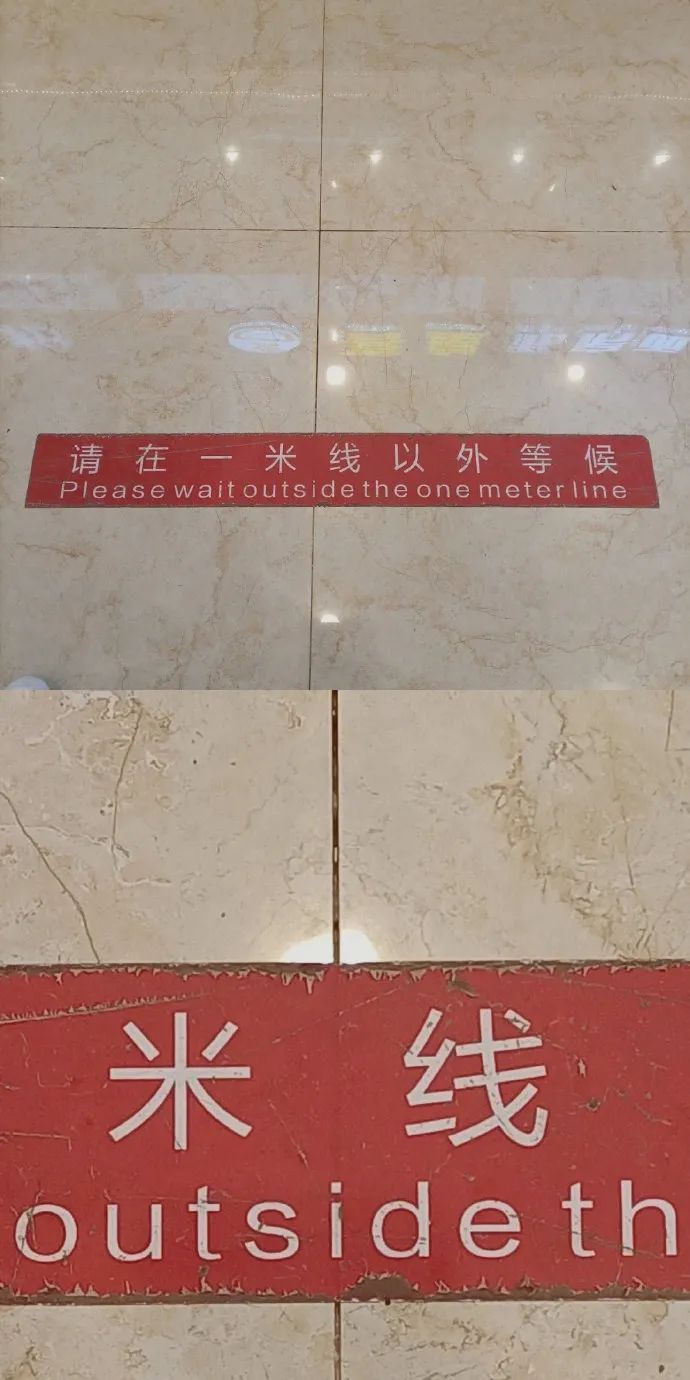 请在一米线以外等候
Please wait outside the one meter line
米线
outside th